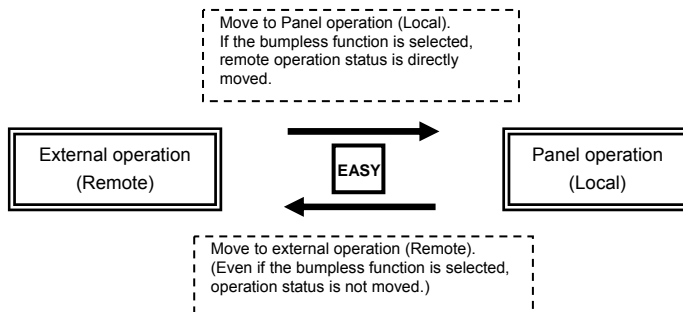 Move to Panel operation (Local).
If the bumpless function is selected,
remote operation status is directly
moved.
External operation
(Remote)
EASY
Panel operation
(Local)
Move to external operation (Remote).
(Even if the bumpless function is selected,
operation status is not moved.)